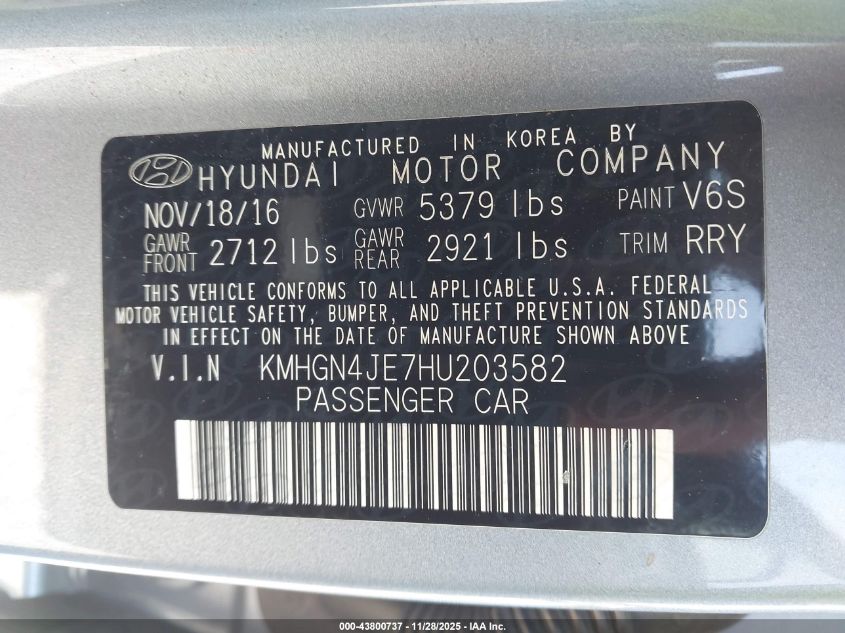 MANUFACTURED IN KOREA BY
HYUNDAI MOTOR COMPANY
NOV/18/16 GVWR 5379 lbs PAINT V6S
GAWR FRONT 2712 lbs GAWR REAR 2921 lbs TRIM RRY
THIS VEHICLE CONFORMS TO ALL APPLICABLE U.S.A. FEDERAL
MOTOR VEHICLE SAFETY, BUMPER, AND THEFT PREVENTION STANDARDS
IN EFFECT ON THE DATE OF MANUFACTURE SHOWN ABOVE
V.I.N KMHGN4JE7HU203582
PASSENGER CAR
000-43800737 - 11/28/2025 - IAA Inc.